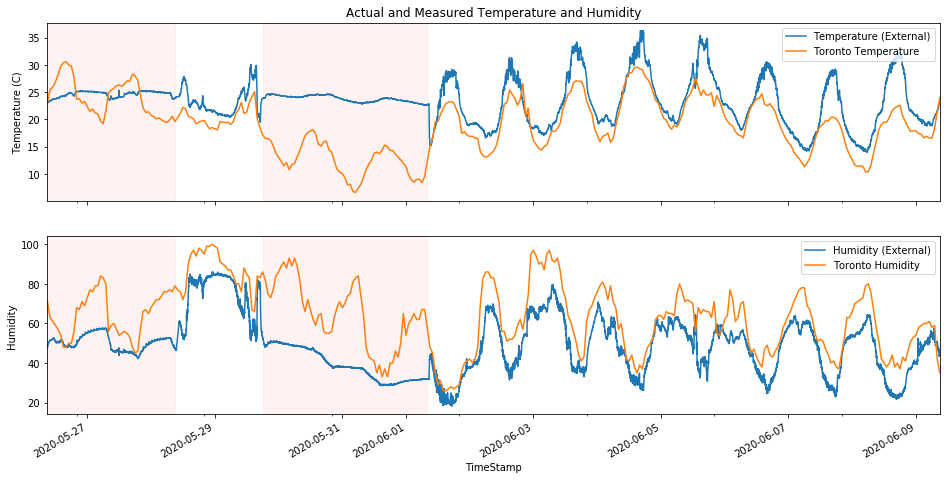 Actual and Measured Temperature and Humidity
Temperature (C)
35
30
25
20
15
10
Temperature (External)
Toronto Temperature
Humidity
100
80
60
40
20
Humidity (External)
Toronto Humidity
2020-05-27
2020-05-29
2020-05-31
2020-06-01
2020-06-03
2020-06-05
2020-06-07
2020-06-09
TimeStamp